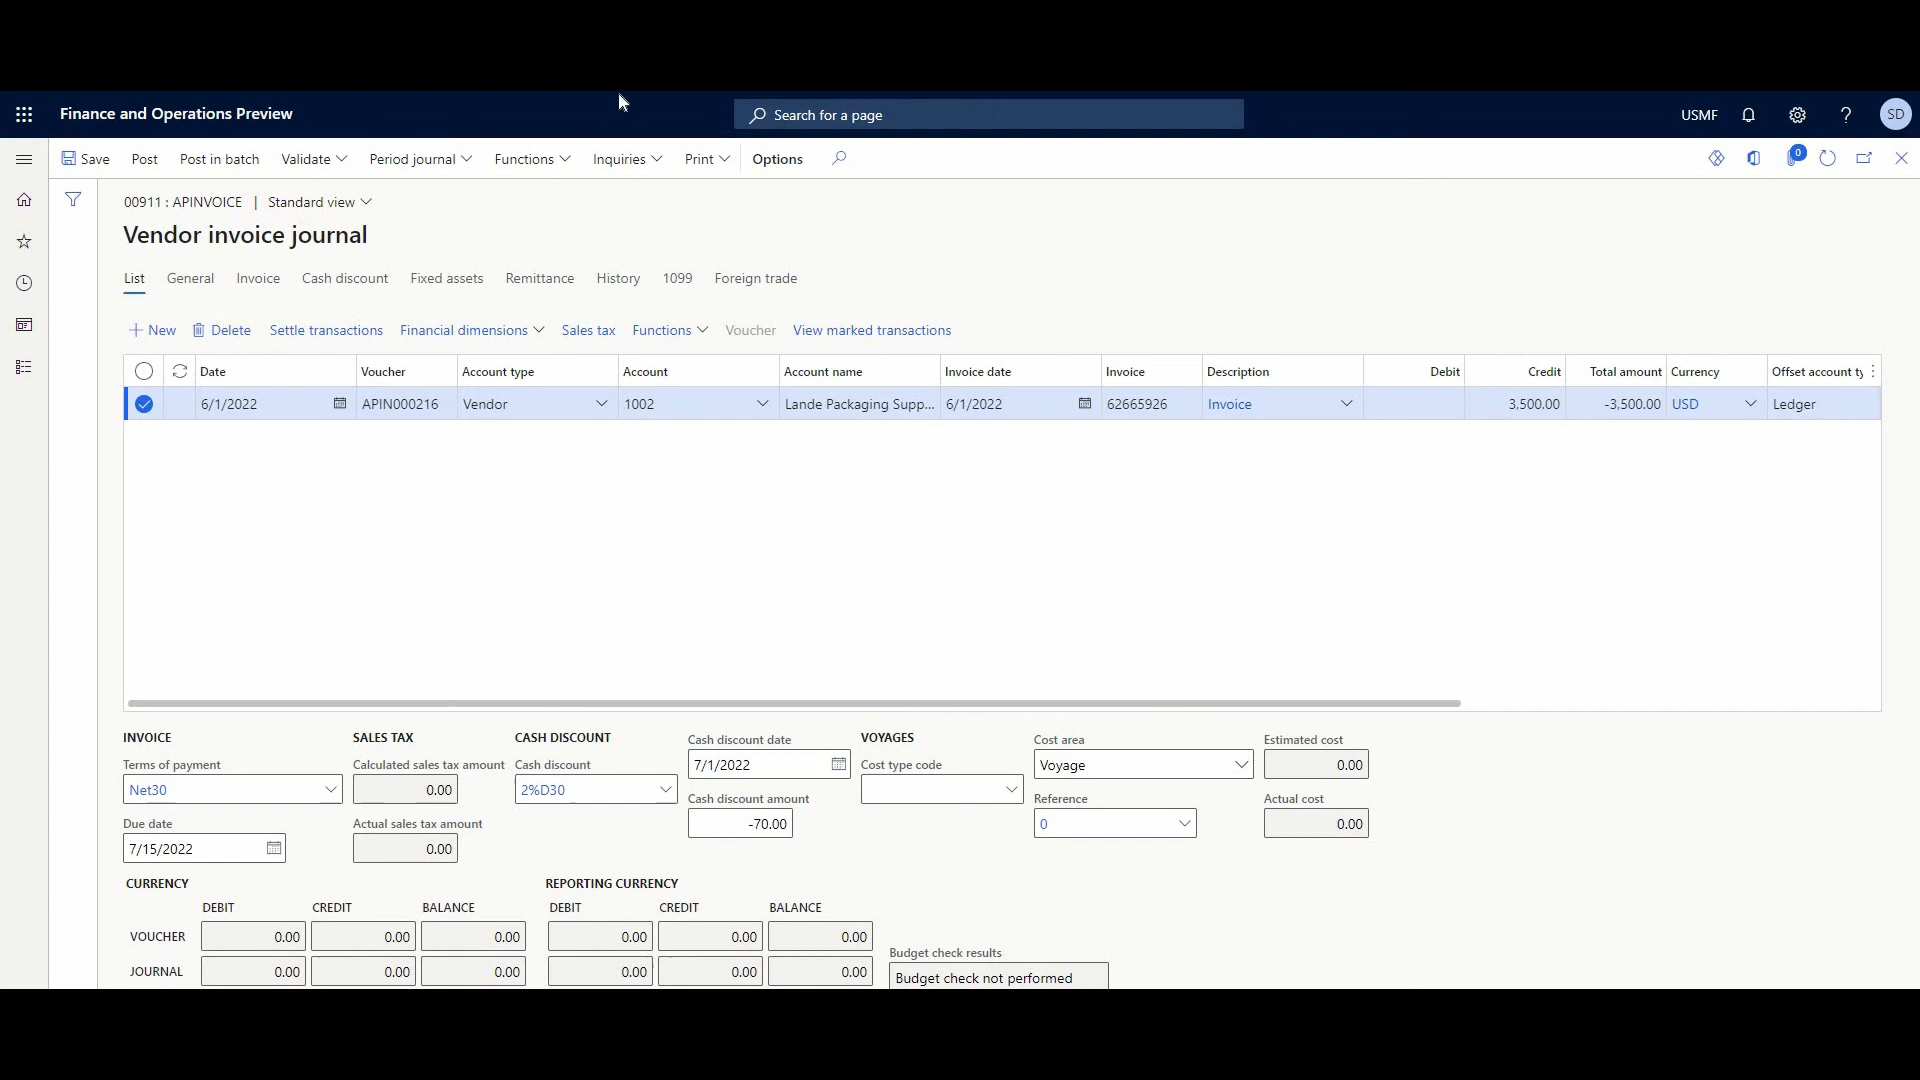 Finance and Operations Preview
Search for a page
USMF
SD
Save Post Post in batch Validate Period journal Functions Inquiries Print Options
0
00911 : APINVOICE | Standard view
Vendor invoice journal
List General Invoice Cash discount Fixed assets Remittance History 1099 Foreign trade
New Delete Settle transactions Financial dimensions Sales tax Functions Voucher View marked transactions
Date Voucher Account type Account Account name Invoice date Invoice Description Debit Credit Total amount Currency Offset account ty
6/1/2022 APIN000216 Vendor 1002 Lande Packaging Supp... 6/1/2022 62665926 Invoice 3,500.00 -3,500.00 USD Ledger
INVOICE
Terms of payment
Net30
Due date
7/15/2022
SALES TAX
Calculated sales tax amount
0.00
Actual sales tax amount
0.00
CASH DISCOUNT
Cash discount
2%D30
Cash discount date
7/1/2022
Cash discount amount
-70.00
VOYAGES
Cost type code
Cost area
Voyage
Reference
0
Estimated cost
0.00
Actual cost
0.00
CURRENCY
DEBIT CREDIT BALANCE
VOUCHER 0.00 0.00 0.00
JOURNAL 0.00 0.00 0.00
REPORTING CURRENCY
DEBIT CREDIT BALANCE
0.00 0.00 0.00
0.00 0.00 0.00
Budget check results
Budget check not performed